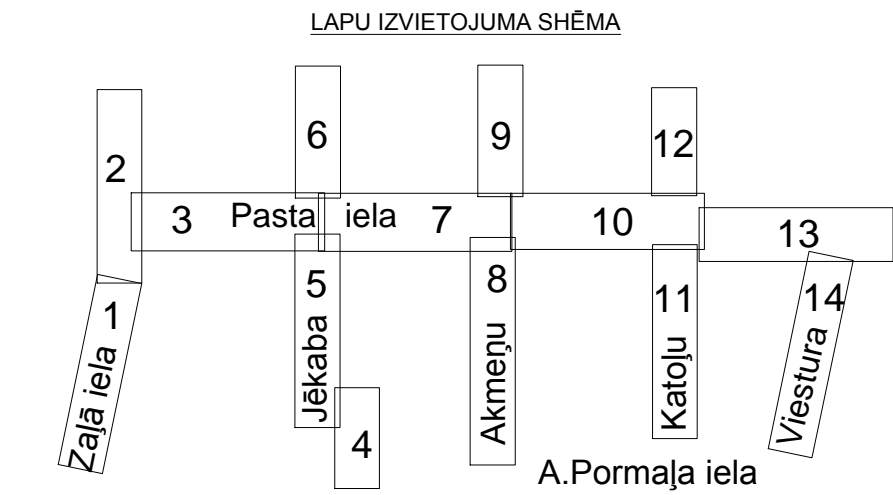 LAPU IZVIETOJUMA SHĒMA
6
9
12
2
3
Pasta iela
7
10
13
1
Zaļā iela
5
Jēkaba
8
Akmeņu
11
Katoļu
14
Viestura
4
A.Pormaļa iela